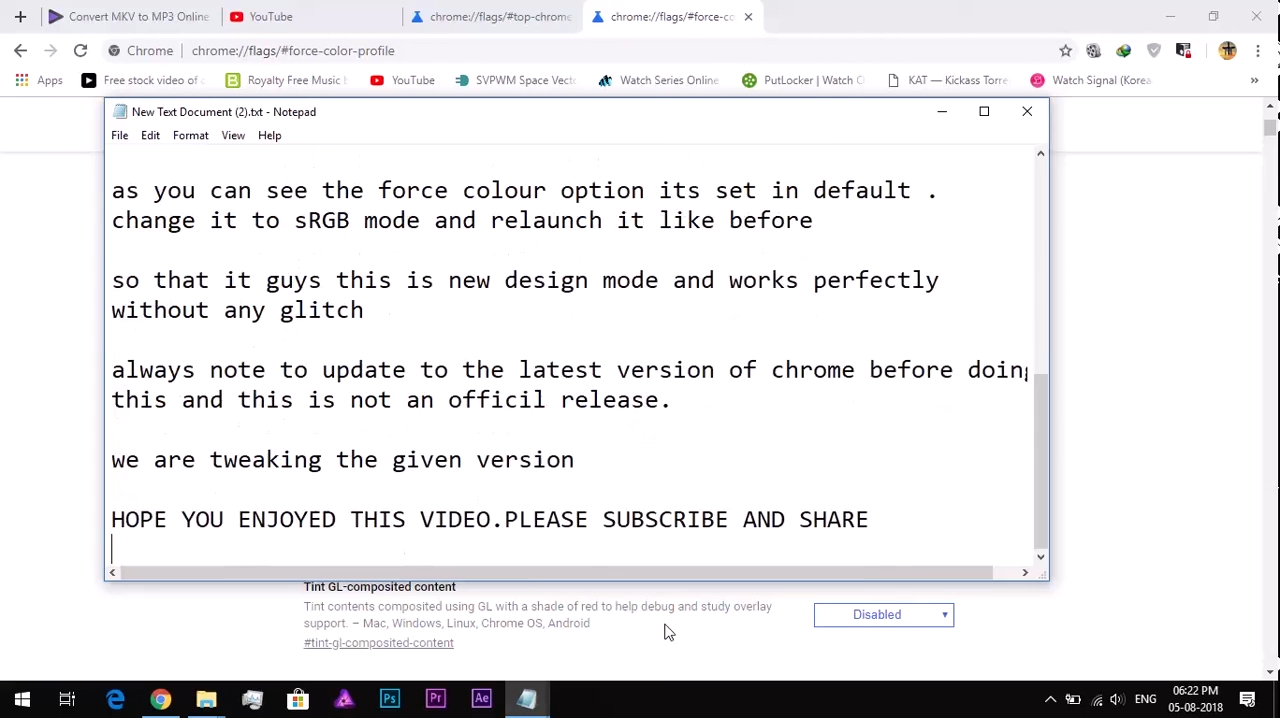 Convert MKV to MP3 Online
YouTube
chrome://flags/#top-chrome
chrome://flags/#force-co
Chrome
chrome://flags/#force-color-profile
Apps
Free stock video of
Royalty Free Music
YouTube
SVPWM Space Vect
Watch Series Online
PutLocker | Watch
KAT — Kickass Torre
Watch Signal (Korea
New Text Document (2).txt - Notepad
File Edit Format View Help
as you can see the force colour option its set in default .
change it to sRGB mode and relaunch it like before
so that it guys this is new design mode and works perfectly
without any glitch
always note to update to the latest version of chrome before doing
this and this is not an officil release.
we are tweaking the given version
HOPE YOU ENJOYED THIS VIDEO.PLEASE SUBSCRIBE AND SHARE
Tint GL-composited content
Tint contents composited using GL with a shade of red to help debug and study overlay
support. – Mac, Windows, Linux, Chrome OS, Android
#tint-gl-composited-content
Disabled
Ps
Pr
Ae
ENG
06:22 PM
05-08-2018